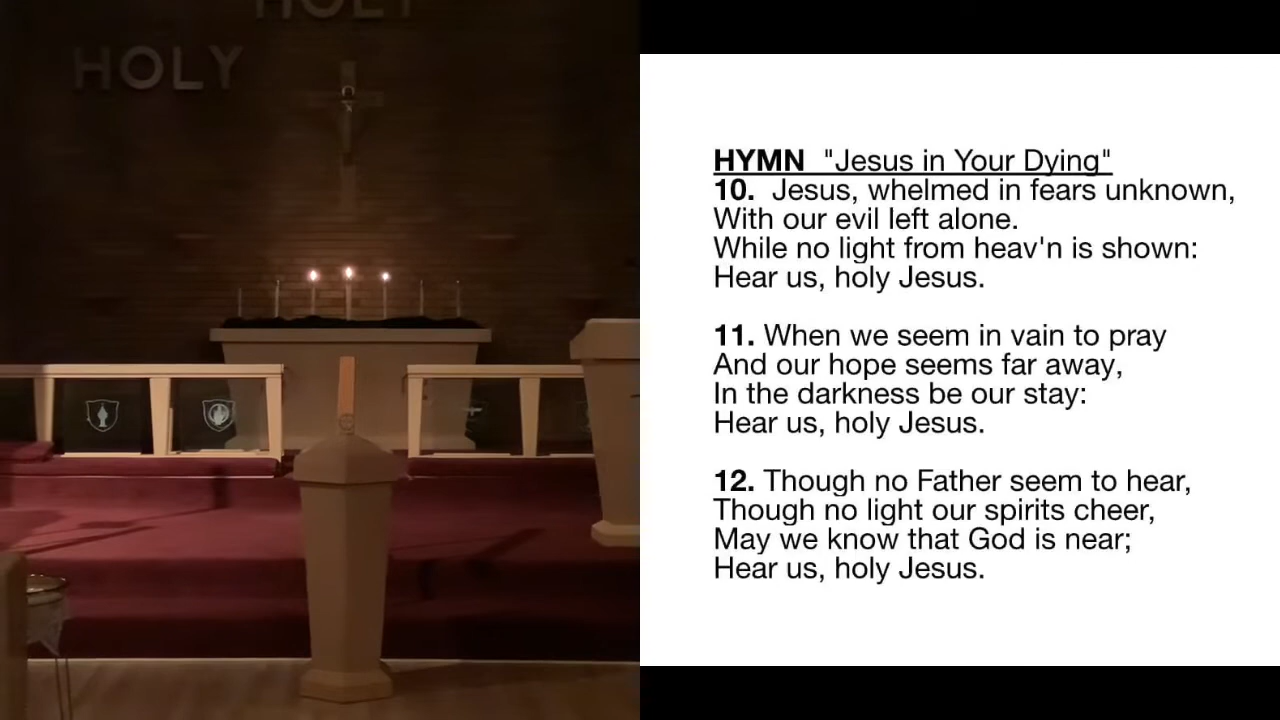 HOLY
HOLY
HYMN "Jesus in Your Dying"
10. Jesus, whelmed in fears unknown,
With our evil left alone.
While no light from heav'n is shown:
Hear us, holy Jesus.
11. When we seem in vain to pray
And our hope seems far away,
In the darkness be our stay:
Hear us, holy Jesus.
12. Though no Father seem to hear,
Though no light our spirits cheer,
May we know that God is near;
Hear us, holy Jesus.